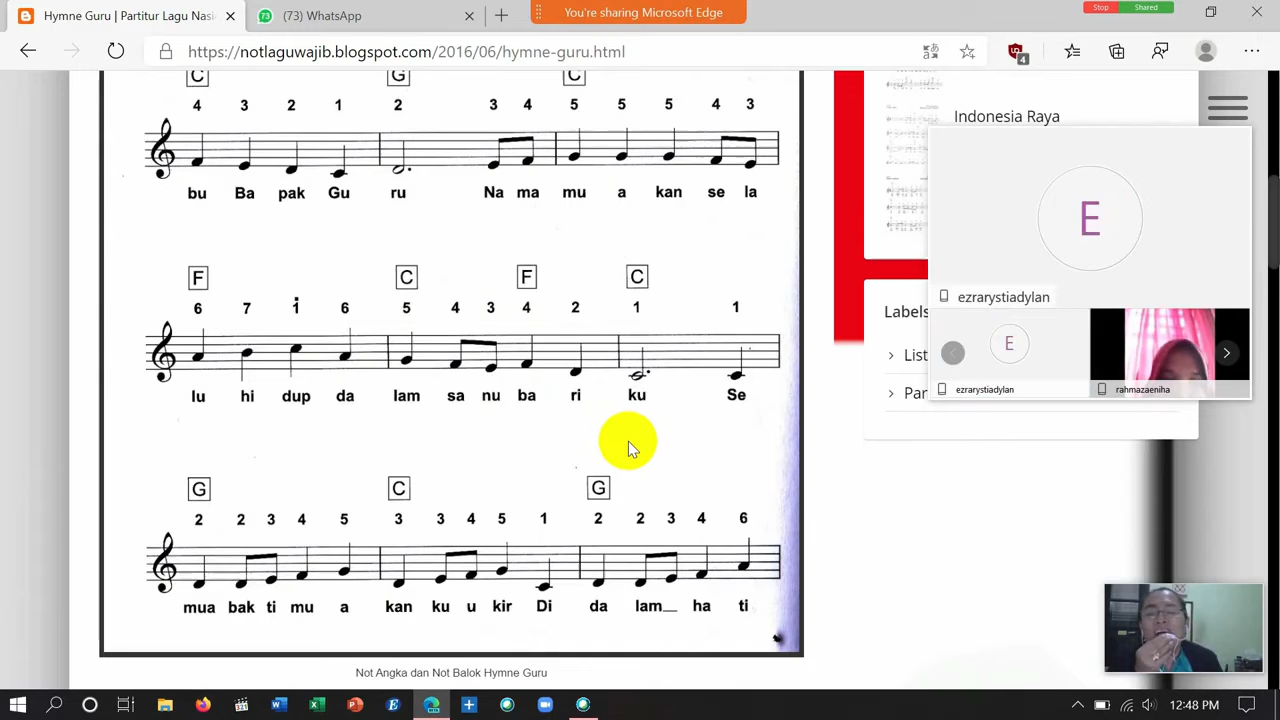 Hymne Guru | Partitur Lagu Nasi
(73) WhatsApp
You're sharing Microsoft Edge
Stop
Shared
https://notlaguwajib.blogspot.com/2016/06/hymne-guru.html
4
C G C
4 3 2 1 2 3 4 5 5 5 4 3
bu Ba pak Gu ru Na ma mu a kan se la
F C F C
6 7 1 6 5 4 3 4 2 1 1
lu hi dup da lam sa nu ba ri ku Se
G C G
2 2 3 4 5 3 3 4 5 1 2 2 3 4 6
mua bak ti mu a kan ku u kir Di da lam__ ha ti
Not Angka dan Not Balok Hymne Guru
Indonesia Raya
Labels
List
Par
E
ezrarystiadylan
E
ezrarystiadylan
rahmazaeniha
12:48 PM